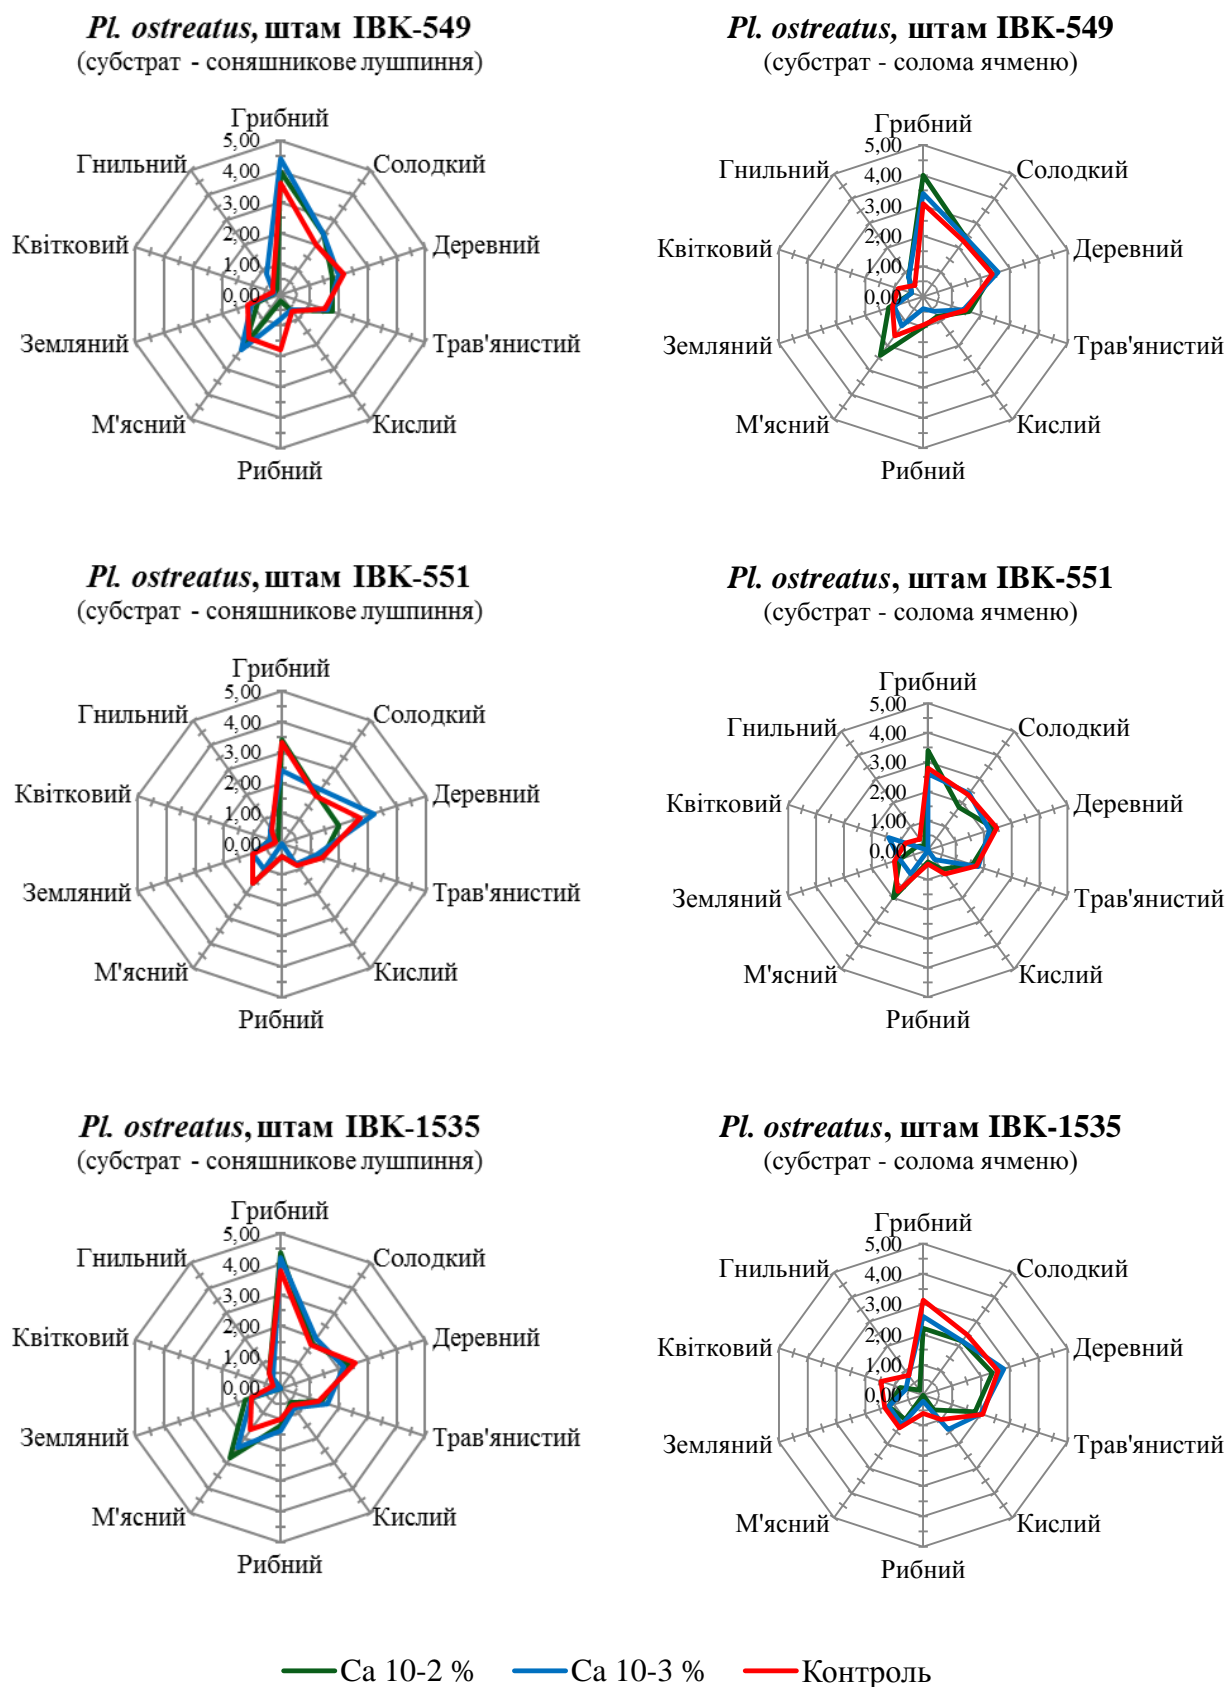 Pl. ostreatus, штам ІВК-549
(субстрат - соняшникове лушпиння)
Грибний
Солодкий
Деревний
Трав'янистий
Кислий
Рибний
М'ясний
Земляний
Квітковий
Гнильний
5,00
4,00
3,00
2,00
1,00
0,00
Pl. ostreatus, штам ІВК-549
(субстрат - солома ячменю)
Грибний
Солодкий
Деревний
Трав'янистий
Кислий
Рибний
М'ясний
Земляний
Квітковий
Гнильний
5,00
4,00
3,00
2,00
1,00
0,00
Pl. ostreatus, штам ІВК-551
(субстрат - соняшникове лушпиння)
Грибний
Солодкий
Деревний
Трав'янистий
Кислий
Рибний
М'ясний
Земляний
Квітковий
Гнильний
5,00
4,00
3,00
2,00
1,00
0,00
Pl. ostreatus, штам ІВК-551
(субстрат - солома ячменю)
Грибний
Солодкий
Деревний
Трав'янистий
Кислий
Рибний
М'ясний
Земляний
Квітковий
Гнильний
5,00
4,00
3,00
2,00
1,00
0,00
Pl. ostreatus, штам ІВК-1535
(субстрат - соняшникове лушпиння)
Грибний
Солодкий
Деревний
Трав'янистий
Кислий
Рибний
М'ясний
Земляний
Квітковий
Гнильний
5,00
4,00
3,00
2,00
1,00
0,00
Pl. ostreatus, штам ІВК-1535
(субстрат - солома ячменю)
Грибний
Солодкий
Деревний
Трав'янистий
Кислий
Рибний
М'ясний
Земляний
Квітковий
Гнильний
5,00
4,00
3,00
2,00
1,00
0,00
Са 10-2 %
Са 10-3 %
Контроль